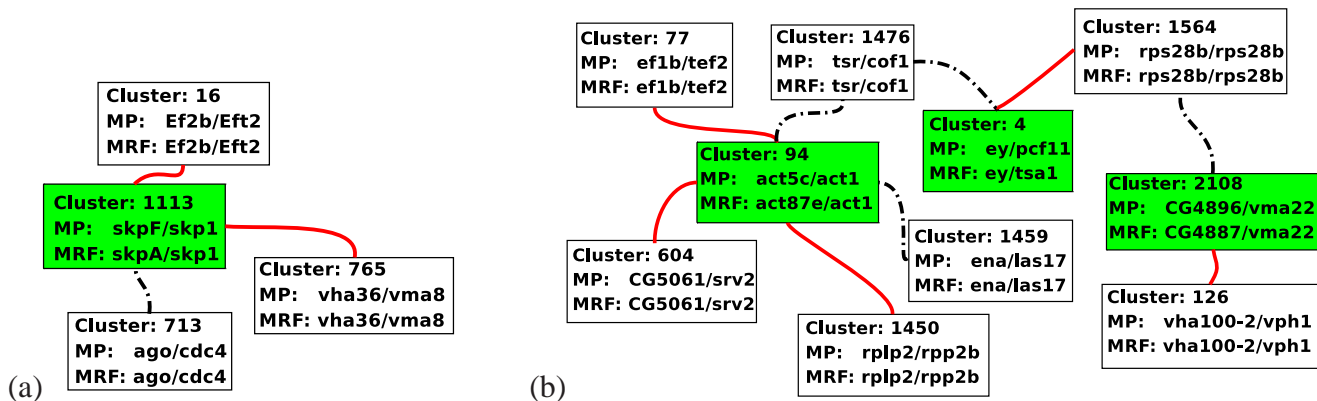 Cluster: 16
MP: Ef2b/Eft2
MRF: Ef2b/Eft2
Cluster: 1113
MP: skpF/skp1
MRF: skpA/skp1
Cluster: 765
MP: vha36/vma8
MRF: vha36/vma8
Cluster: 713
MP: ago/cdc4
MRF: ago/cdc4
(a)
Cluster: 77
MP: ef1b/tef2
MRF: ef1b/tef2
Cluster: 1476
MP: tsr/cof1
MRF: tsr/cof1
Cluster: 1564
MP: rps28b/rps28b
MRF: rps28b/rps28b
Cluster: 4
MP: ey/pcf11
MRF: ey/tsa1
Cluster: 94
MP: act5c/act1
MRF: act87e/act1
Cluster: 2108
MP: CG4896/vma22
MRF: CG4887/vma22
Cluster: 604
MP: CG5061/srv2
MRF: CG5061/srv2
Cluster: 1459
MP: ena/las17
MRF: ena/las17
Cluster: 126
MP: vha100-2/vph1
MRF: vha100-2/vph1
Cluster: 1450
MP: rplp2/rpp2b
MRF: rplp2/rpp2b
(b)